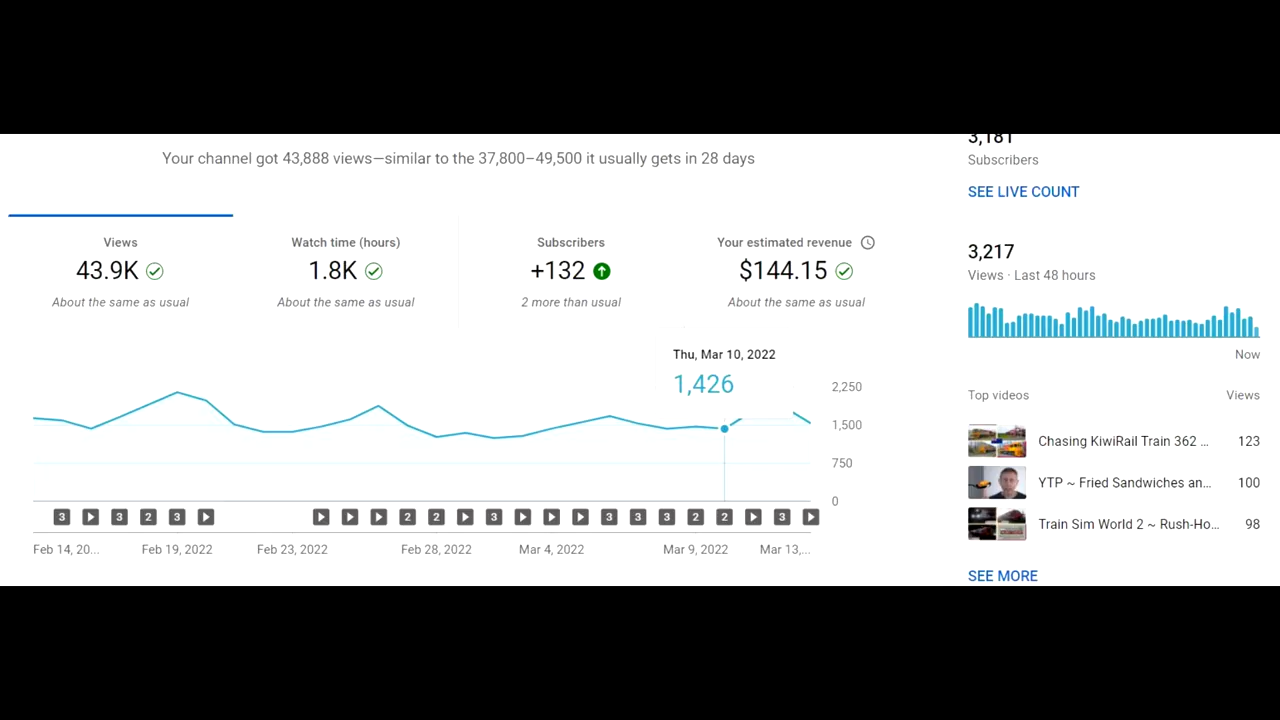 Your channel got 43,888 views—similar to the 37,800–49,500 it usually gets in 28 days
Views
43.9K
About the same as usual
Watch time (hours)
1.8K
About the same as usual
Subscribers
+132
2 more than usual
Your estimated revenue
$144.15
About the same as usual
Thu, Mar 10, 2022
1,426
2,250
1,500
750
0
3 3 2 3 2 2 3 3 3 3 2 2 3
Feb 14, 20... Feb 19, 2022 Feb 23, 2022 Feb 28, 2022 Mar 4, 2022 Mar 9, 2022 Mar 13,...
3,181
Subscribers
SEE LIVE COUNT
3,217
Views · Last 48 hours
Now
Top videos Views
Chasing KiwiRail Train 362 ... 123
YTP ~ Fried Sandwiches an... 100
Train Sim World 2 ~ Rush-Ho... 98
SEE MORE